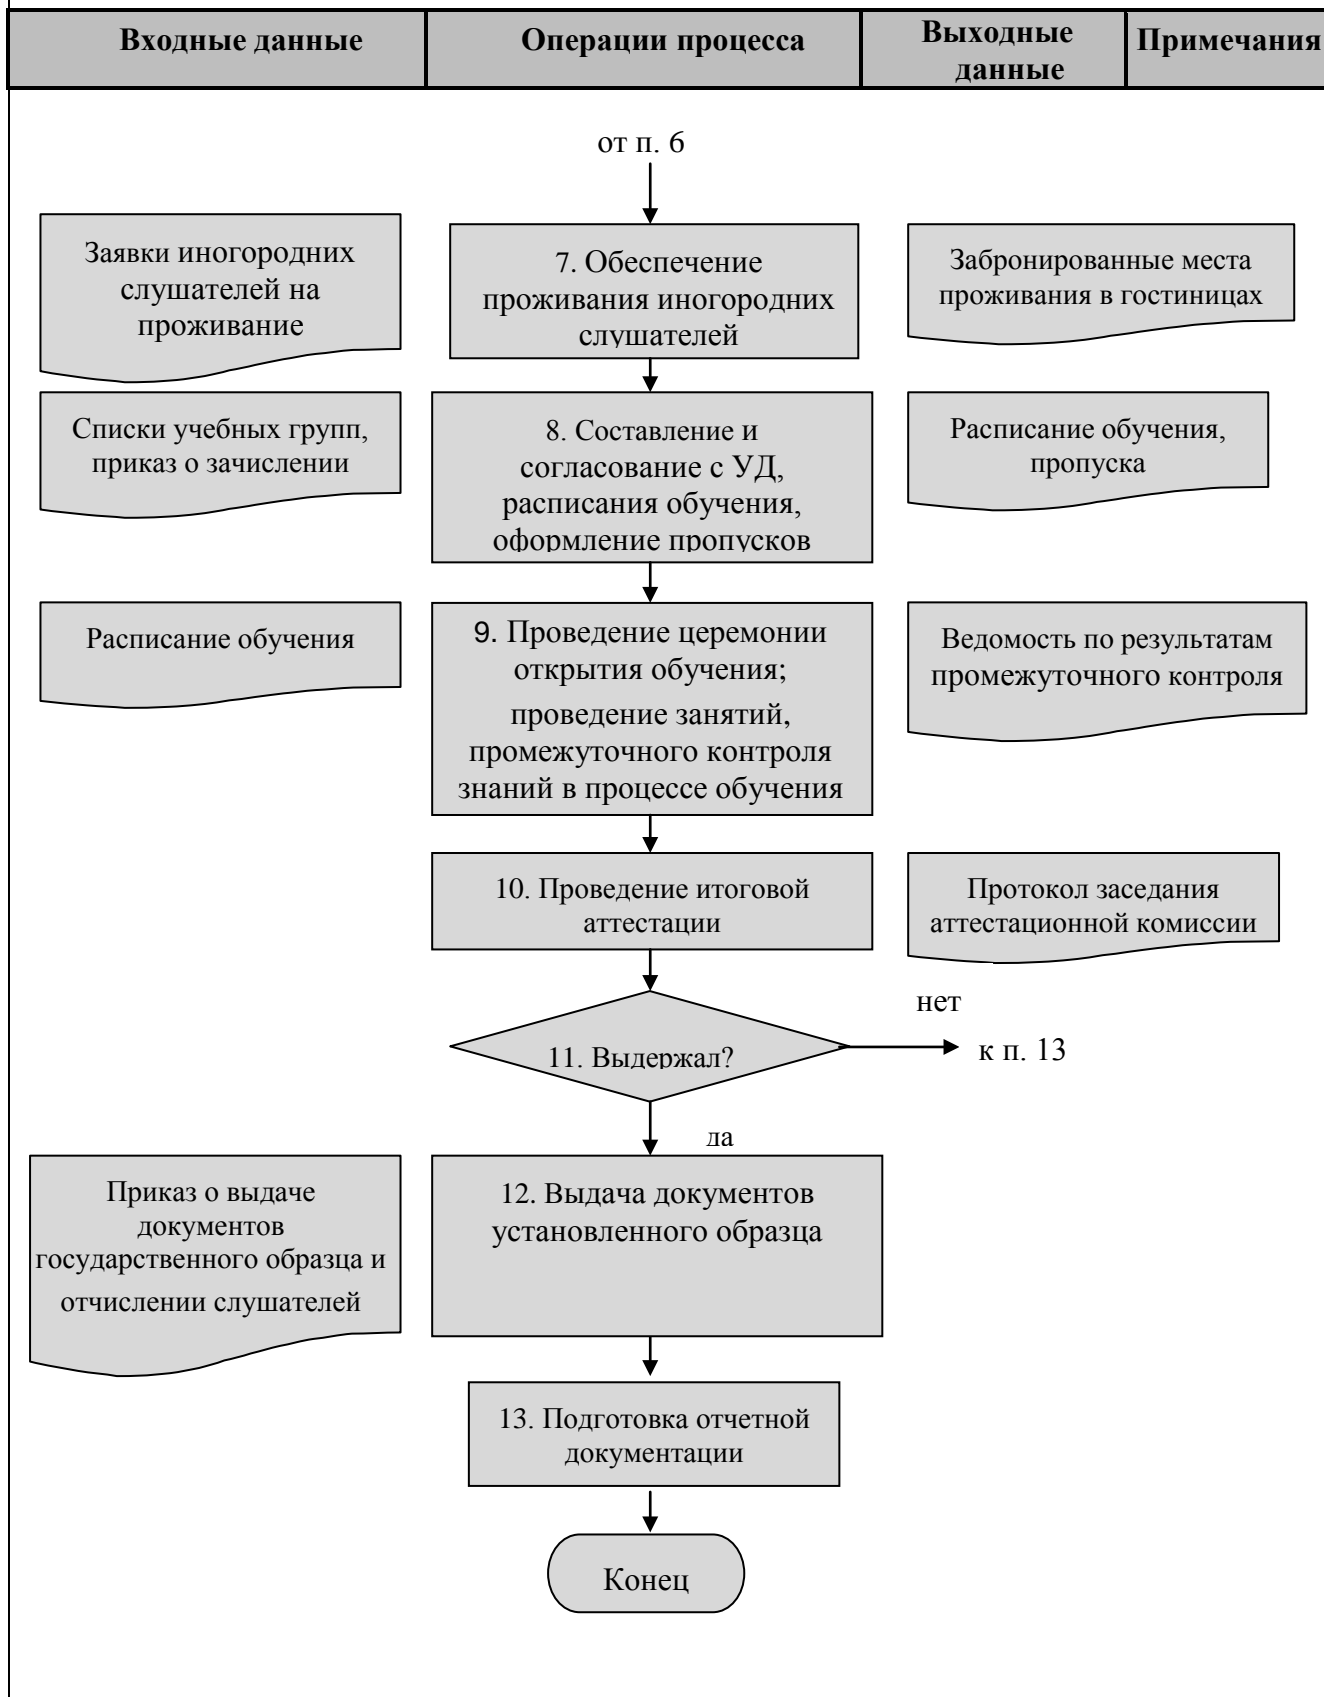 Входные данные
Операции процесса
Выходные
данные
Примечания
от п. 6
Заявки иногородних
слушателей на
проживание
7. Обеспечение
проживания иногородних
слушателей
Забронированные места
проживания в гостиницах
Списки учебных групп,
приказ о зачислении
8. Составление и
согласование с УД,
расписания обучения,
оформление пропусков
Расписание обучения,
пропуска
Расписание обучения
9. Проведение церемонии
открытия обучения;
проведение занятий,
промежуточного контроля
знаний в процессе обучения
Ведомость по результатам
промежуточного контроля
10. Проведение итоговой
аттестации
Протокол заседания
аттестационной комиссии
11. Выдержал?
нет
к п. 13
да
Приказ о выдаче
документов
государственного образца и
отчислении слушателей
12. Выдача документов
установленного образца
13. Подготовка отчетной
документации
Конец